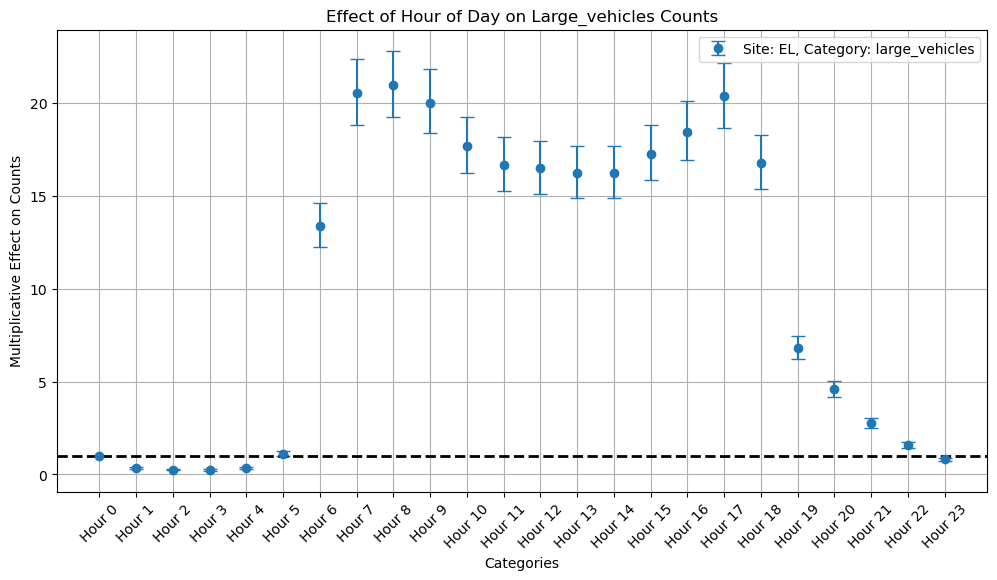 Effect of Hour of Day on Large_vehicles Counts
Site: EL, Category: large_vehicles
Multiplicative Effect on Counts
20
15
10
5
0
Hour 0
Hour 1
Hour 2
Hour 3
Hour 4
Hour 5
Hour 6
Hour 7
Hour 8
Hour 9
Hour 10
Hour 11
Hour 12
Hour 13
Hour 14
Hour 15
Hour 16
Hour 17
Hour 18
Hour 19
Hour 20
Hour 21
Hour 22
Hour 23
Categories